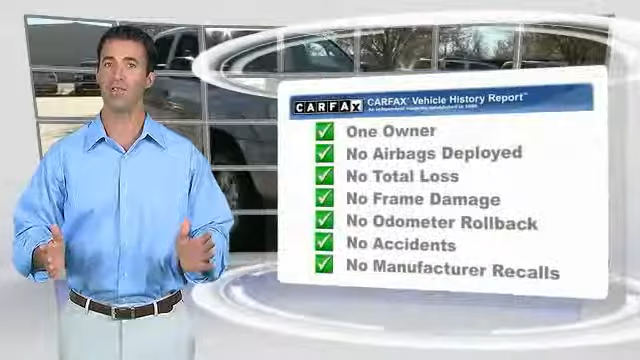 CARFAX CARFAX Vehicle History Report™
One Owner
No Airbags Deployed
No Total Loss
No Frame Damage
No Odometer Rollback
No Accidents
No Manufacturer Recalls